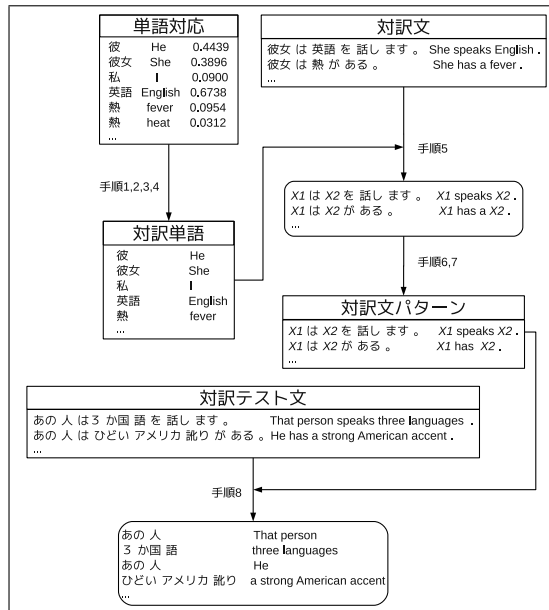 単語対応
彼 He 0.4439
彼女 She 0.3896
私 I 0.0900
英語 English 0.6738
熱 fever 0.0954
熱 heat 0.0312
...
対訳文
彼女 は 英語 を 話し ます 。 She speaks English .
彼女 は 熱 が ある 。 She has a fever .
...
手順1,2,3,4
手順5
対訳単語
彼 He
彼女 She
私 I
英語 English
熱 fever
...
X1 は X2 を 話し ます 。 X1 speaks X2 .
X1 は X2 が ある 。 X1 has a X2 .
...
手順6,7
対訳文パターン
X1 は X2 を 話し ます 。 X1 speaks X2 .
X1 は X2 が ある 。 X1 has X2 .
...
対訳テスト文
あの 人 は3 か国 語 を 話し ます 。 That person speaks three languages .
あの 人 は ひどい アメリカ 訛り が ある 。He has a strong American accent .
...
手順8
あの 人 That person
3 か国 語 three languages
あの 人 He
ひどい アメリカ 訛り a strong American accent
...